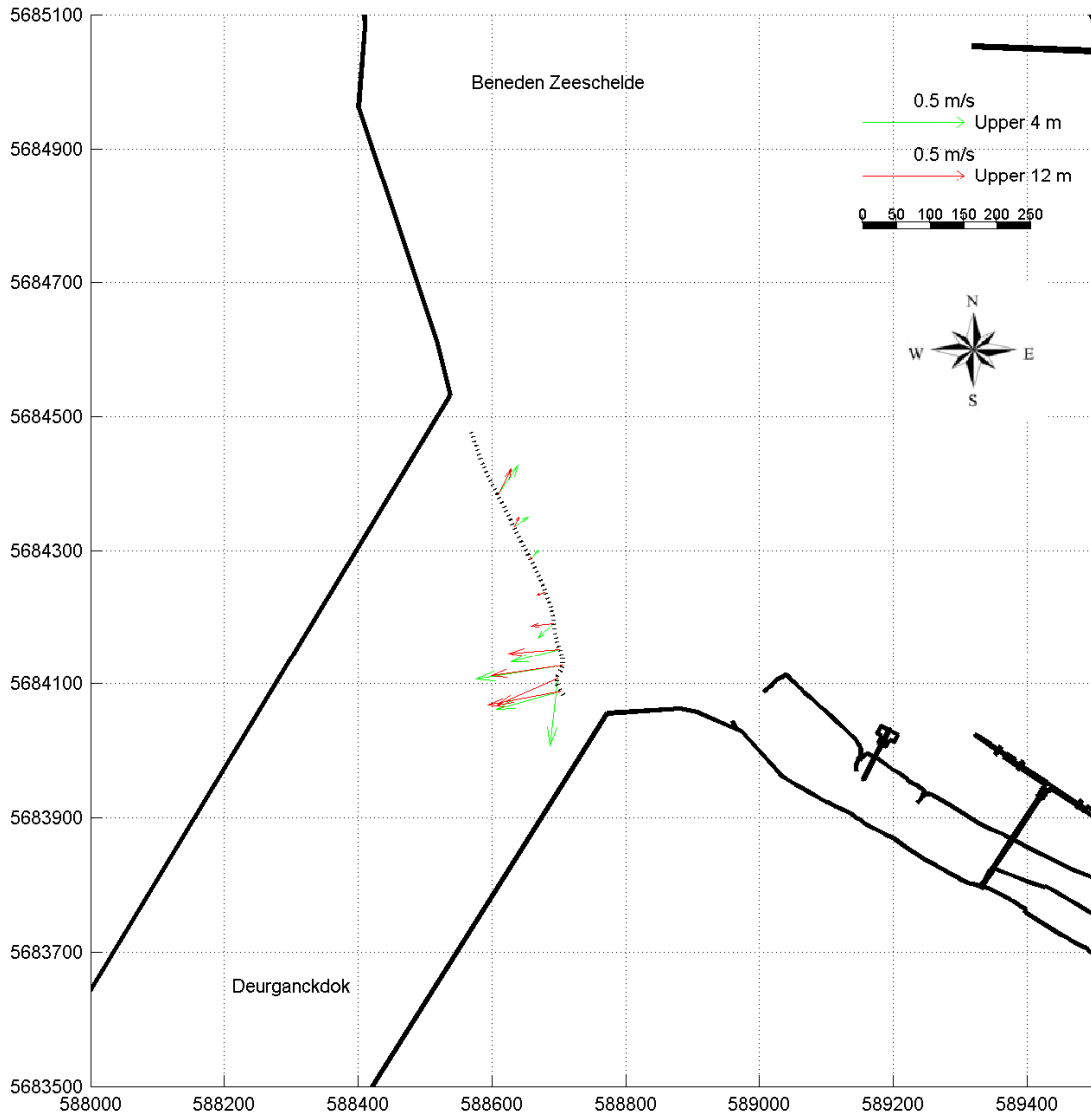 5685100
Beneden Zeeschelde
0.5 m/s
Upper 4 m
5684900
0.5 m/s
Upper 12 m
0 50 100 150 200 250
5684700
N
W E
S
5684500
5684300
5684100
5683900
5683700
Deurganckdok
5683500
588000 588200 588400 588600 588800 589000 589200 589400